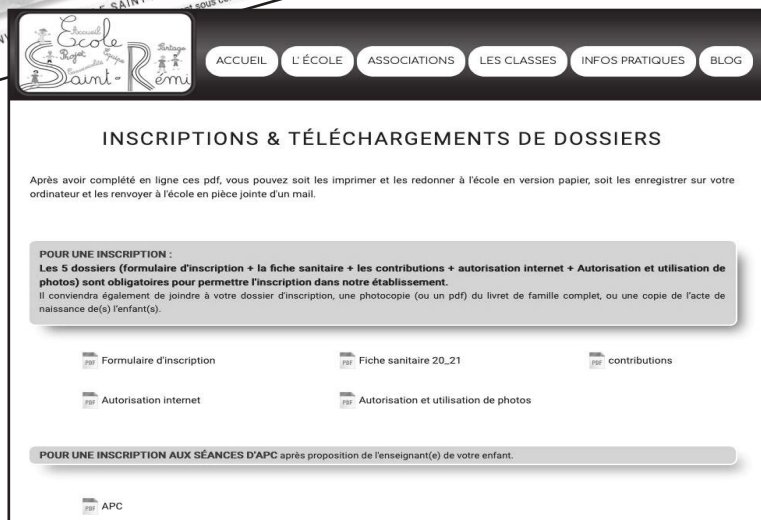 DE SAINT-
nt sous c
Accueil
École
Projet
Équipe
Partage
Saint-Rémi
ACCUEIL
L' ÉCOLE
ASSOCIATIONS
LES CLASSES
INFOS PRATIQUES
BLOG
INSCRIPTIONS & TÉLÉCHARGEMENTS DE DOSSIERS
Après avoir complété en ligne ces pdf, vous pouvez soit les imprimer et les redonner à l'école en version papier, soit les enregistrer sur votre
ordinateur et les renvoyer à l'école en pièce jointe d'un mail.
POUR UNE INSCRIPTION :
Les 5 dossiers (formulaire d'inscription + la fiche sanitaire + les contributions + autorisation internet + Autorisation et utilisation de
photos) sont obligatoires pour permettre l'inscription dans notre établissement.
Il conviendra également de joindre à votre dossier d'inscription, une photocopie (ou un pdf) du livret de famille complet, ou une copie de l'acte de
naissance de(s) l'enfant(s).
PDF Formulaire d'inscription
PDF Fiche sanitaire 20_21
PDF contributions
PDF Autorisation internet
PDF Autorisation et utilisation de photos
POUR UNE INSCRIPTION AUX SÉANCES D'APC après proposition de l'enseignant(e) de votre enfant.
PDF APC